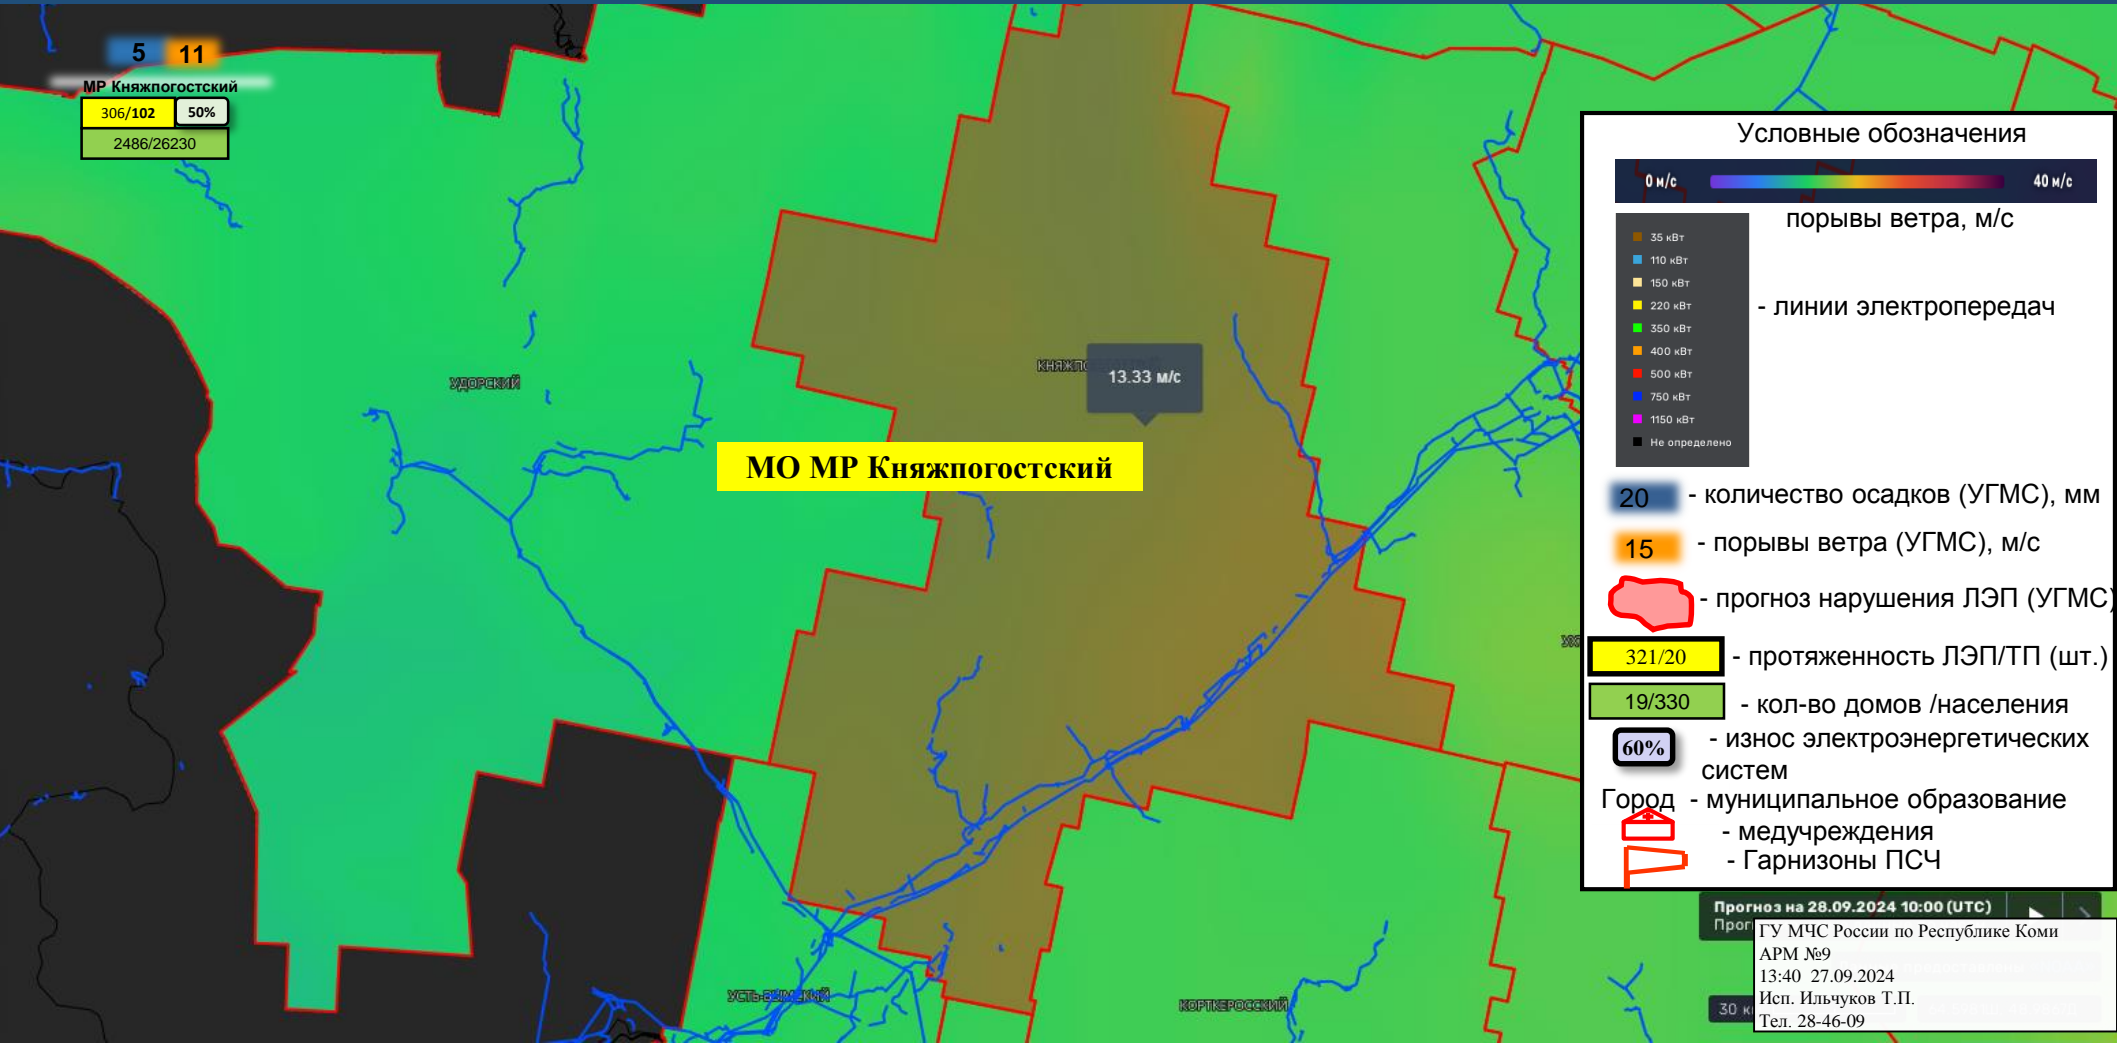 5 11
МР Княжпогостский
306/102 50%
2486/26230
УДОРСКИЙ
13.33 м/с
МО МР Княжпогостский
КОРТКЕРОССКИЙ
Условные обозначения
0 м/с 40 м/с
порывы ветра, м/с
35 кВт
110 кВт
150 кВт
220 кВт
350 кВт
400 кВт
500 кВт
750 кВт
1150 кВт
Не определено
- линии электропередач
20 - количество осадков (УГМС), мм
15 - порывы ветра (УГМС), м/с
- прогноз нарушения ЛЭП (УГМС)
321/20 - протяженность ЛЭП/ТП (шт.)
19/330 - кол-во домов /населения
60% - износ электроэнергетических
систем
Город - муниципальное образование
- медучреждения
- Гарнизоны ПСЧ
Прогноз на 28.09.2024 10:00 (UTC)
ГУ МЧС России по Республике Коми
АРМ №9
13:40 27.09.2024
Исп. Ильчуков Т.П.
Тел. 28-46-09
30